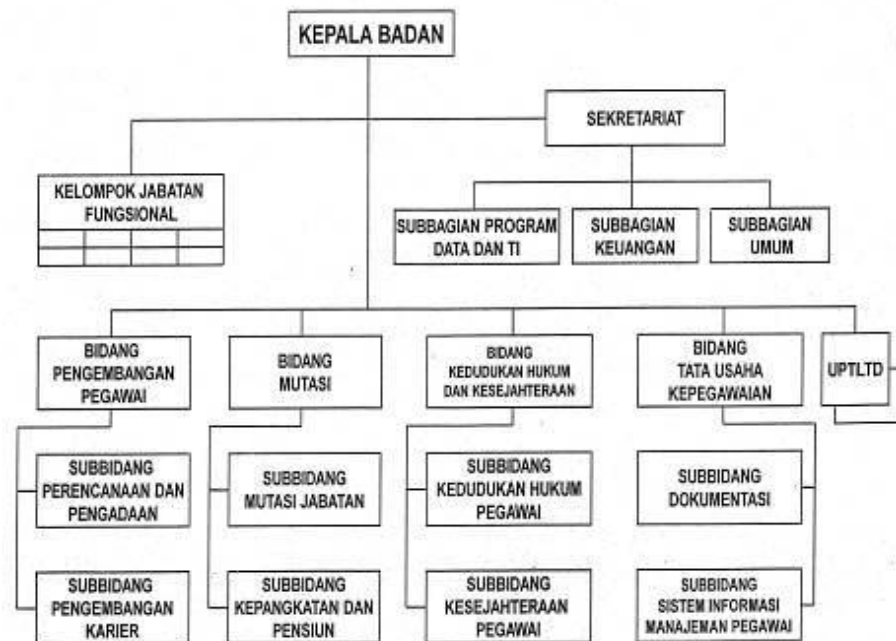 KEPALA BADAN
SEKRETARIAT
KELOMPOK JABATAN
FUNGSIONAL
SUBBAGIAN PROGRAM
DATA DAN TI
SUBBAGIAN
KEUANGAN
SUBBAGIAN
UMUM
BIDANG
PENGEMBANGAN
PEGAWAI
BIDANG
MUTASI
BIDANG
KEDUDUKAN HUKUM
DAN KESEJAHTERAAN
BIDANG
TATA USAHA
KEPEGAWAIAN
UPTLTD
SUBBIDANG
PERENCANAAN DAN
PENGADAAN
SUBBIDANG
MUTASI JABATAN
SUBBIDANG
KEDUDUKAN HUKUM
PEGAWAI
SUBBIDANG
DOKUMENTASI
SUBBIDANG
PENGEMBANGAN
KARIER
SUBBIDANG
KEPANGKATAN DAN
PENSIUN
SUBBIDANG
KESEJAHTERAAN
PEGAWAI
SUBBIDANG
SISTEM INFORMASI
MANAJEMAN PEGAWAI